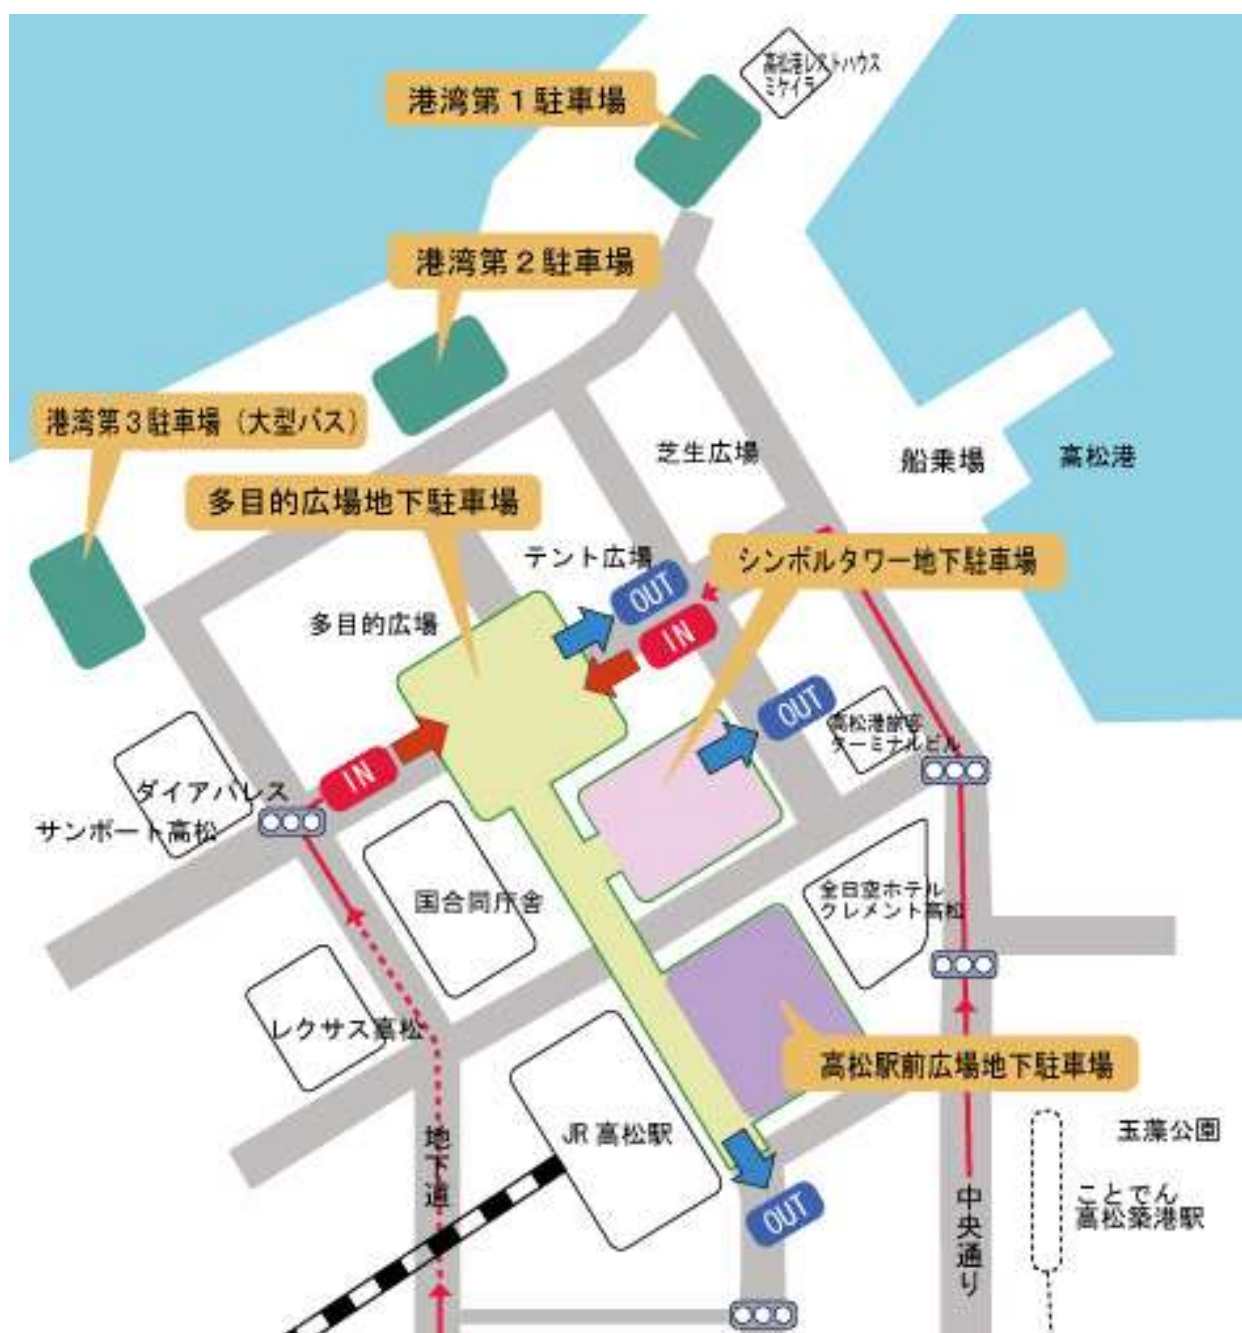 高松港レストハウス
ミケイラ
港湾第１駐車場
港湾第２駐車場
港湾第３駐車場（大型バス）
芝生広場
船乗場
高松港
多目的広場地下駐車場
テント広場
シンボルタワー地下駐車場
OUT
IN
多目的広場
OUT
高松港旅客
ターミナルビル
IN
ダイアパレス
サンポート高松
国合同庁舎
全日空ホテル
クレメント高松
レクサス高松
高松駅前広場地下駐車場
JR 高松駅
地下道
玉藻公園
OUT
中央通り
ことでん
高松築港駅